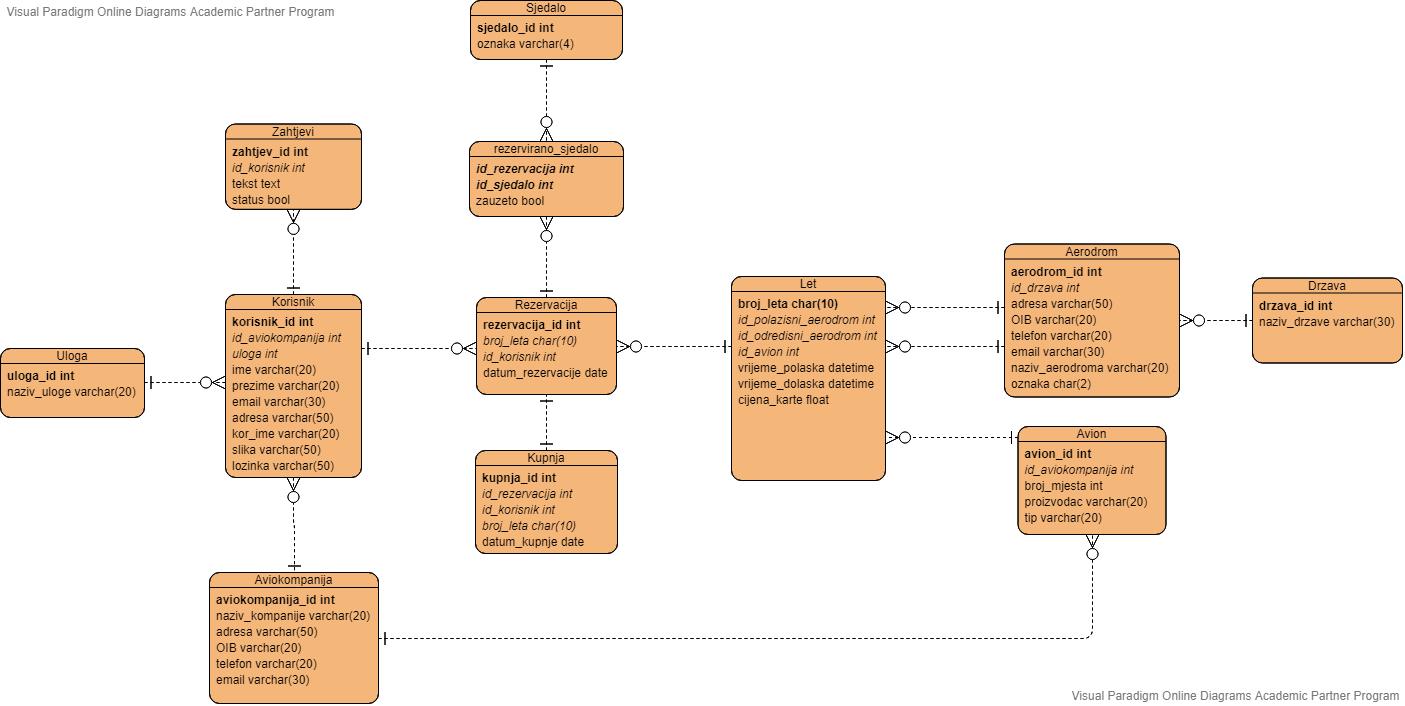 Visual Paradigm Online Diagrams Academic Partner Program
Sjedalo
sjedalo_id int
oznaka varchar(4)
Zahtjevi
zahtjev_id int
id_korisnik int
tekst text
status bool
rezervirano_sjedalo
id_rezervacija int
id_sjedalo int
zauzeto bool
Uloga
uloga_id int
naziv_uloge varchar(20)
Korisnik
korisnik_id int
id_aviokompanija int
uloga int
ime varchar(20)
prezime varchar(20)
email varchar(30)
adresa varchar(50)
kor_ime varchar(20)
slika varchar(50)
lozinka varchar(50)
Rezervacija
rezervacija_id int
broj_leta char(10)
id_korisnik int
datum_rezervacije date
Let
broj_leta char(10)
id_polazisni_aerodrom int
id_odredisni_aerodrom int
id_avion int
vrijeme_polaska datetime
vrijeme_dolaska datetime
cijena_karte float
Aerodrom
aerodrom_id int
id_drzava int
adresa varchar(50)
OIB varchar(20)
telefon varchar(20)
email varchar(30)
naziv_aerodroma varchar(20)
oznaka char(2)
Drzava
drzava_id int
naziv_drzave varchar(30)
Kupnja
kupnja_id int
id_rezervacija int
id_korisnik int
broj_leta char(10)
datum_kupnje date
Avion
avion_id int
id_aviokompanija int
broj_mjesta int
proizvodac varchar(20)
tip varchar(20)
Aviokompanija
aviokompanija_id int
naziv_kompanije varchar(20)
adresa varchar(50)
OIB varchar(20)
telefon varchar(20)
email varchar(30)
Visual Paradigm Online Diagrams Academic Partner Program